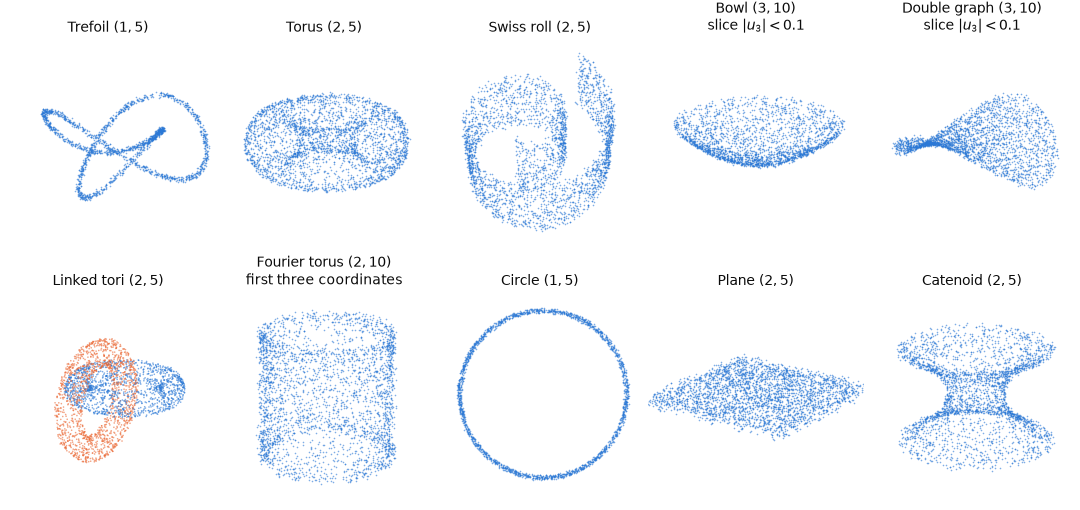 Trefoil (1, 5)
Torus (2, 5)
Swiss roll (2, 5)
Bowl (3, 10)
slice |u₃| < 0.1
Double graph (3, 10)
slice |u₃| < 0.1
Linked tori (2, 5)
Fourier torus (2, 10)
first three coordinates
Circle (1, 5)
Plane (2, 5)
Catenoid (2, 5)